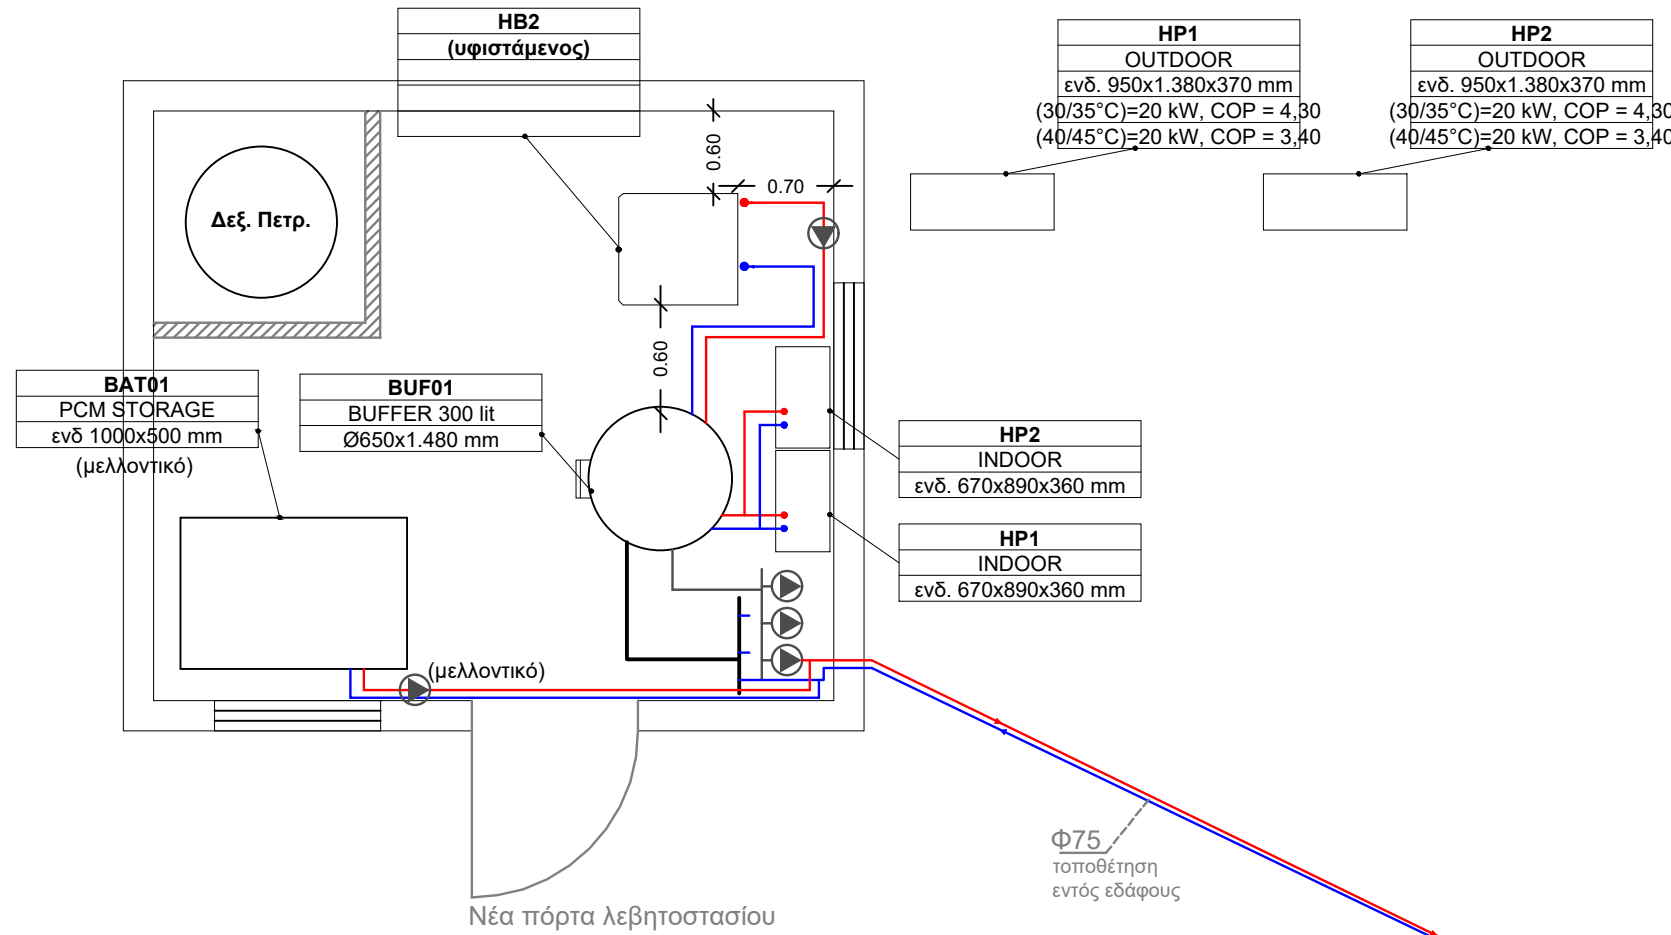 HB2
(υφιστάμενος)
HP1
OUTDOOR
ενδ. 950x1.380x370 mm
(30/35°C)=20 kW, COP = 4,30
(40/45°C)=20 kW, COP = 3,40
HP2
OUTDOOR
ενδ. 950x1.380x370 mm
(30/35°C)=20 kW, COP = 4,30
(40/45°C)=20 kW, COP = 3,40
0.60
0.70
Δεξ. Πετρ.
0.60
BAT01
PCM STORAGE
ενδ 1000x500 mm
(μελλοντικό)
BUF01
BUFFER 300 lit
Ø650x1.480 mm
HP2
INDOOR
ενδ. 670x890x360 mm
HP1
INDOOR
ενδ. 670x890x360 mm
(μελλοντικό)
Φ75
τοποθέτηση
εντός εδάφους
Νέα πόρτα λεβητοστασίου